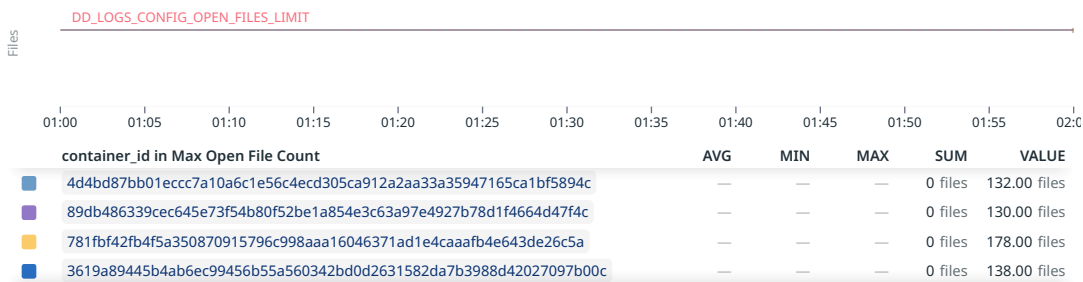 DD_LOGS_CONFIG_OPEN_FILES_LIMIT
Files
01:00 01:05 01:10 01:15 01:20 01:25 01:30 01:35 01:40 01:45 01:50 01:55 02:0
container_id in Max Open File Count AVG MIN MAX SUM VALUE
4d4bd87bb01eccc7a10a6c1e56c4ecd305ca912a2aa33a35947165ca1bf5894c — — — 0 files 132.00 files
89db486339cec645e73f54b80f52be1a854e3c63a97e4927b78d1f4664d47f4c — — — 0 files 130.00 files
781fbf42fb4f5a350870915796c998aaa16046371ad1e4caaafb4e643de26c5a — — — 0 files 178.00 files
3619a89445b4ab6ec99456b55a560342bd0d2631582da7b3988d42027097b00c — — — 0 files 138.00 files